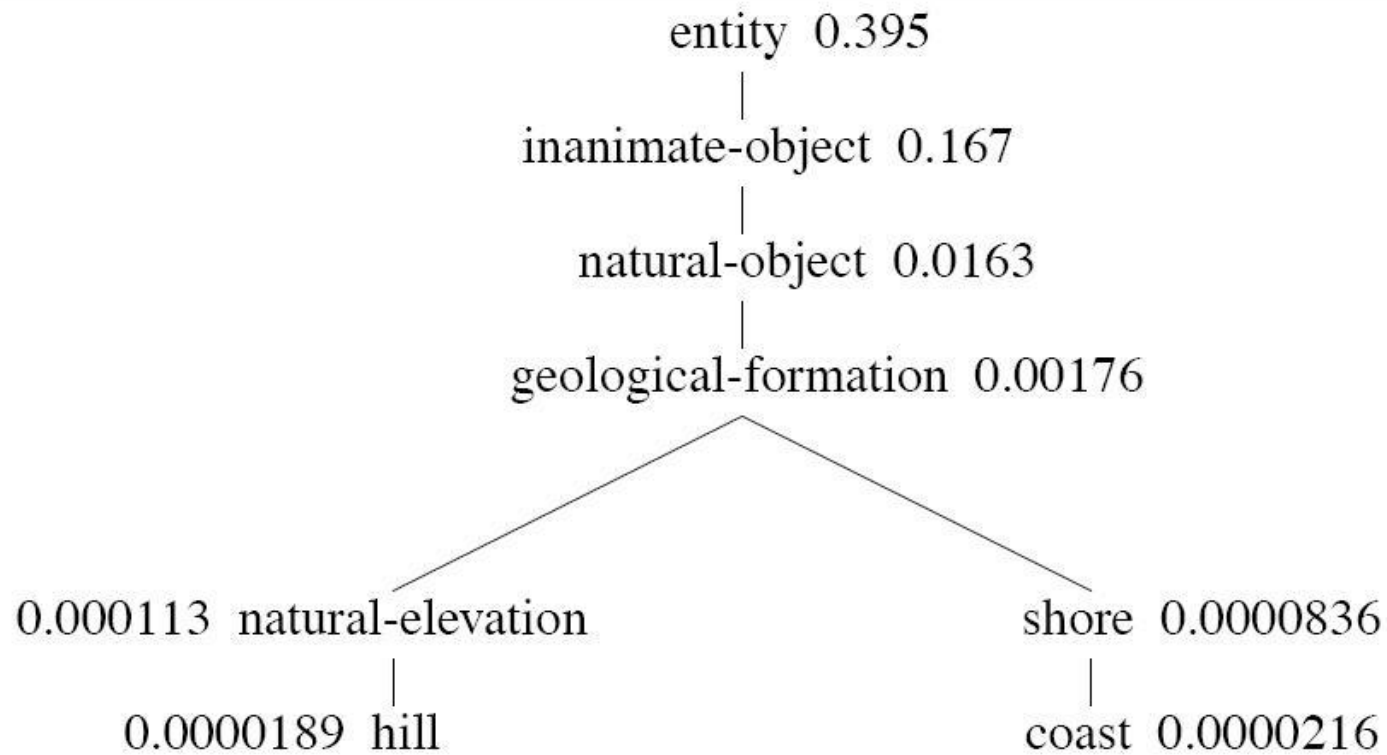 entity 0.395
inanimate-object 0.167
natural-object 0.0163
geological-formation 0.00176
0.000113 natural-elevation
shore 0.0000836
0.0000189 hill
coast 0.0000216